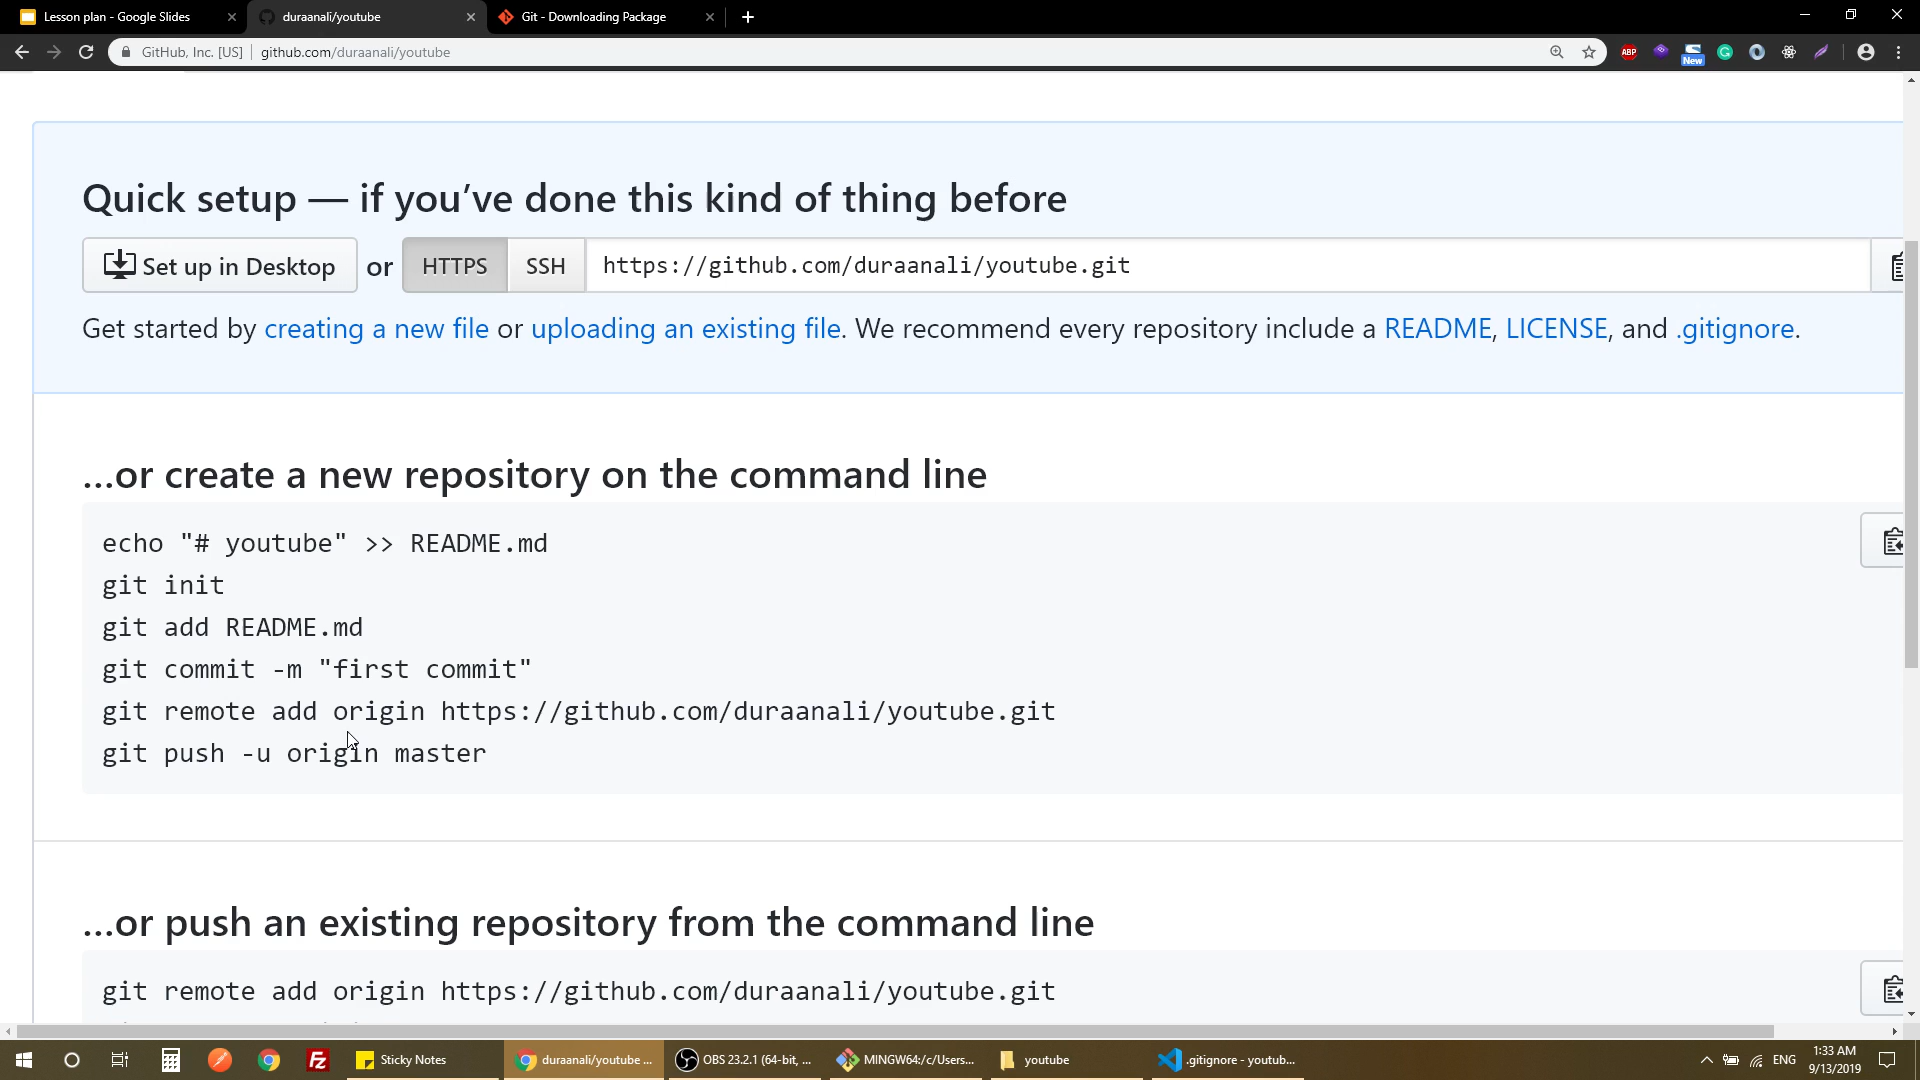 Lesson plan - Google Slides
duraanali/youtube
Git - Downloading Package
GitHub, Inc. [US] | github.com/duraanali/youtube
ABP
New
Quick setup — if you’ve done this kind of thing before
Set up in Desktop or HTTPS SSH https://github.com/duraanali/youtube.git
Get started by creating a new file or uploading an existing file. We recommend every repository include a README, LICENSE, and .gitignore.
…or create a new repository on the command line
echo "# youtube" >> README.md
git init
git add README.md
git commit -m "first commit"
git remote add origin https://github.com/duraanali/youtube.git
git push -u origin master
…or push an existing repository from the command line
git remote add origin https://github.com/duraanali/youtube.git
Sticky Notes
duraanali/youtube ...
OBS 23.2.1 (64-bit, ...
MINGW64:/c/Users...
youtube
.gitignore - youtub...
ENG
1:33 AM
9/13/2019